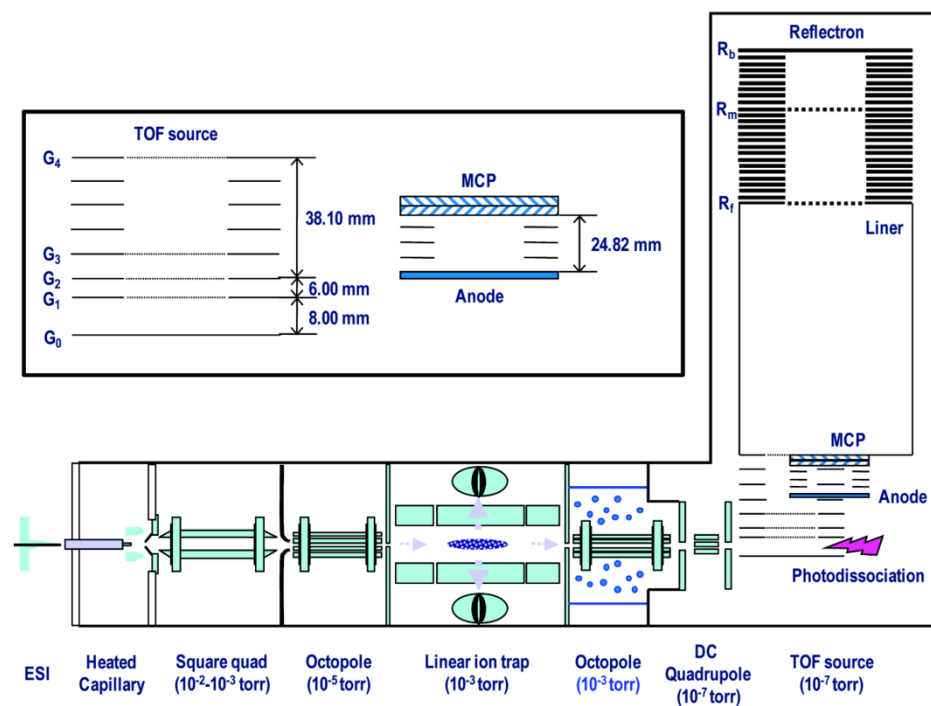 Reflectron
R_b
R_m
R_f
Liner
TOF source
G_4
G_3
G_2
G_1
G_0
38.10 mm
6.00 mm
8.00 mm
MCP
24.82 mm
Anode
MCP
Anode
Photodissociation
ESI
Heated
Capillary
Square quad
(10^-2-10^-3 torr)
Octopole
(10^-5 torr)
Linear ion trap
(10^-3 torr)
Octopole
(10^-3 torr)
DC
Quadrupole
(10^-7 torr)
TOF source
(10^-7 torr)